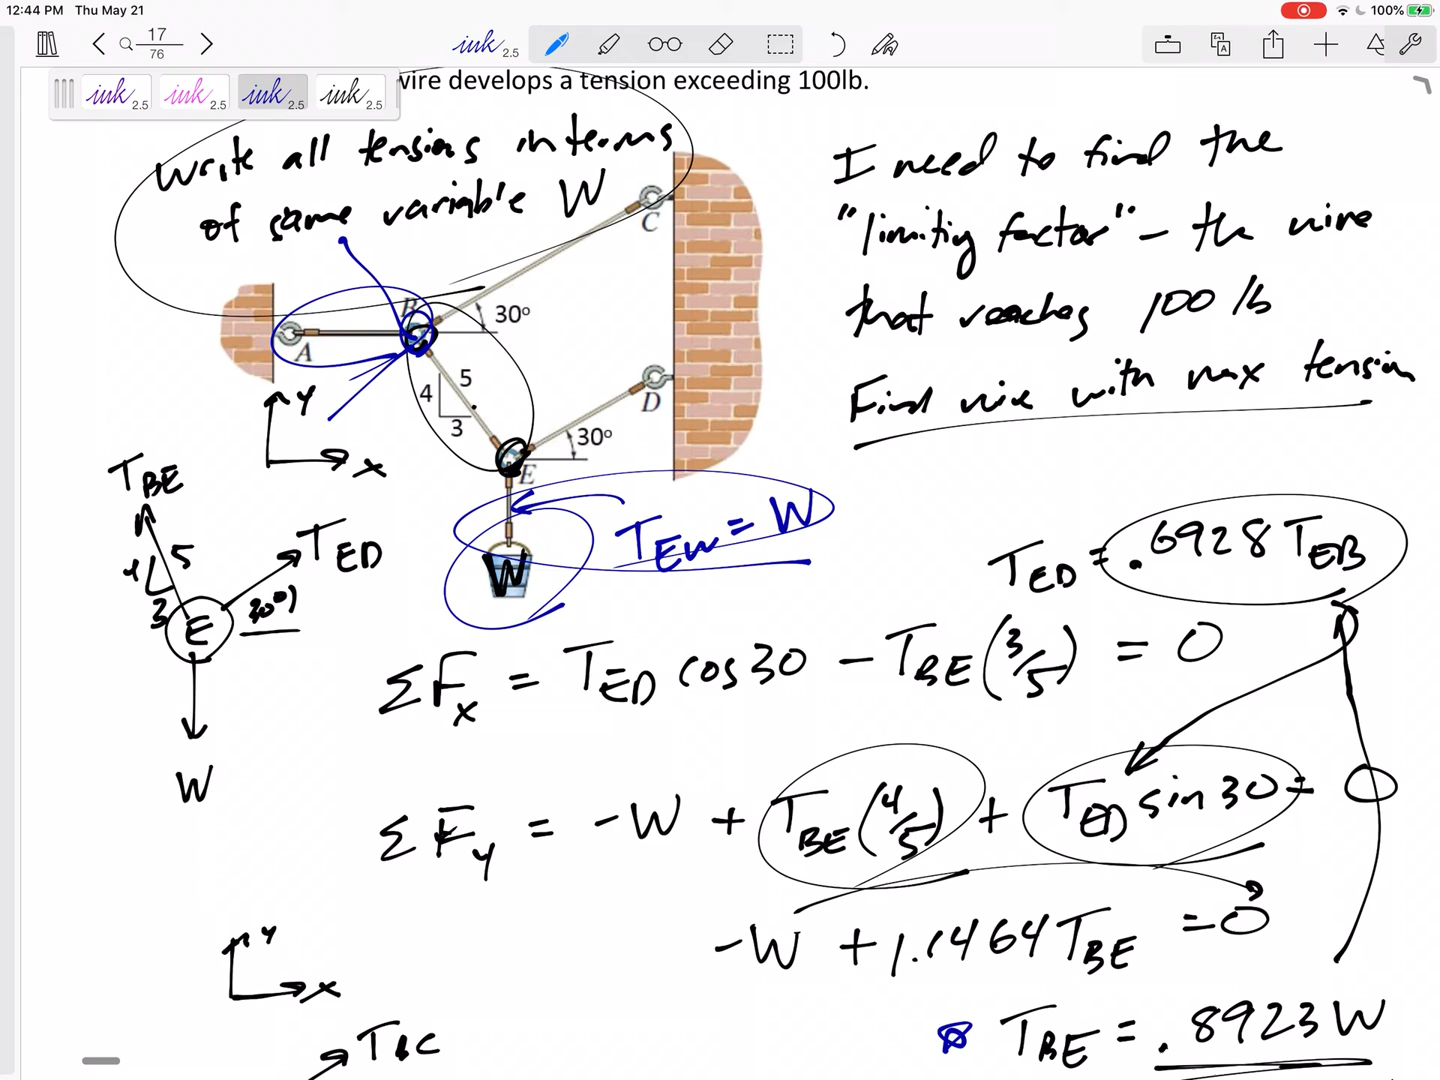 12:44 PM Thu May 21
100%
17
76
ink 2.5
ink 2.5
ink 2.5
ink 2.5
ink 2.5
wire develops a tension exceeding 100lb.
Write all tensions in terms
of same variable W
I need to find the
"limiting factor" - the wire
that reaches 100 lb
Find wire with max tension
C
B
30°
A
5
4
3
D
30°
E
Y
X
W
T_EW = W
T_BE
5
4
3
T_ED
30°
E
W
T_ED = .6928 T_EB
ΣF_x = T_ED cos30 - T_BE (3/5) = 0
ΣF_y = -W + T_BE (4/5) + T_ED sin30 = 0
-W + 1.1464 T_BE = 0
T_BE = .8923 W
Y
X
T_BC